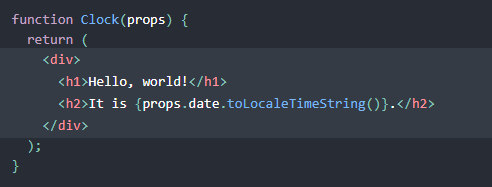 function Clock(props) {
  return (
    <div>
      <h1>Hello, world!</h1>
      <h2>It is {props.date.toLocaleTimeString()}.</h2>
    </div>
  );
}